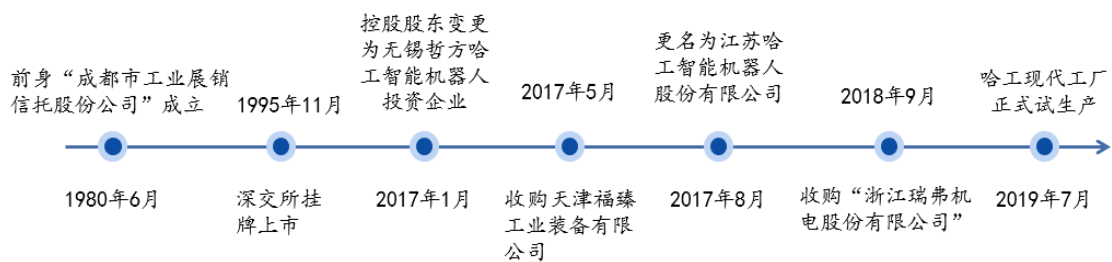 前身“成都市工业展销
信托股份公司”成立
1980年6月
1995年11月
深交所挂
牌上市
控股股东变更
为无锡哲方哈
工智能机器人
投资企业
2017年1月
2017年5月
收购天津福臻
工业装备有限
公司
更名为江苏哈
工智能机器人
股份有限公司
2017年8月
2018年9月
收购“浙江瑞弗机
电股份有限公司”
哈工现代工厂
正式试生产
2019年7月